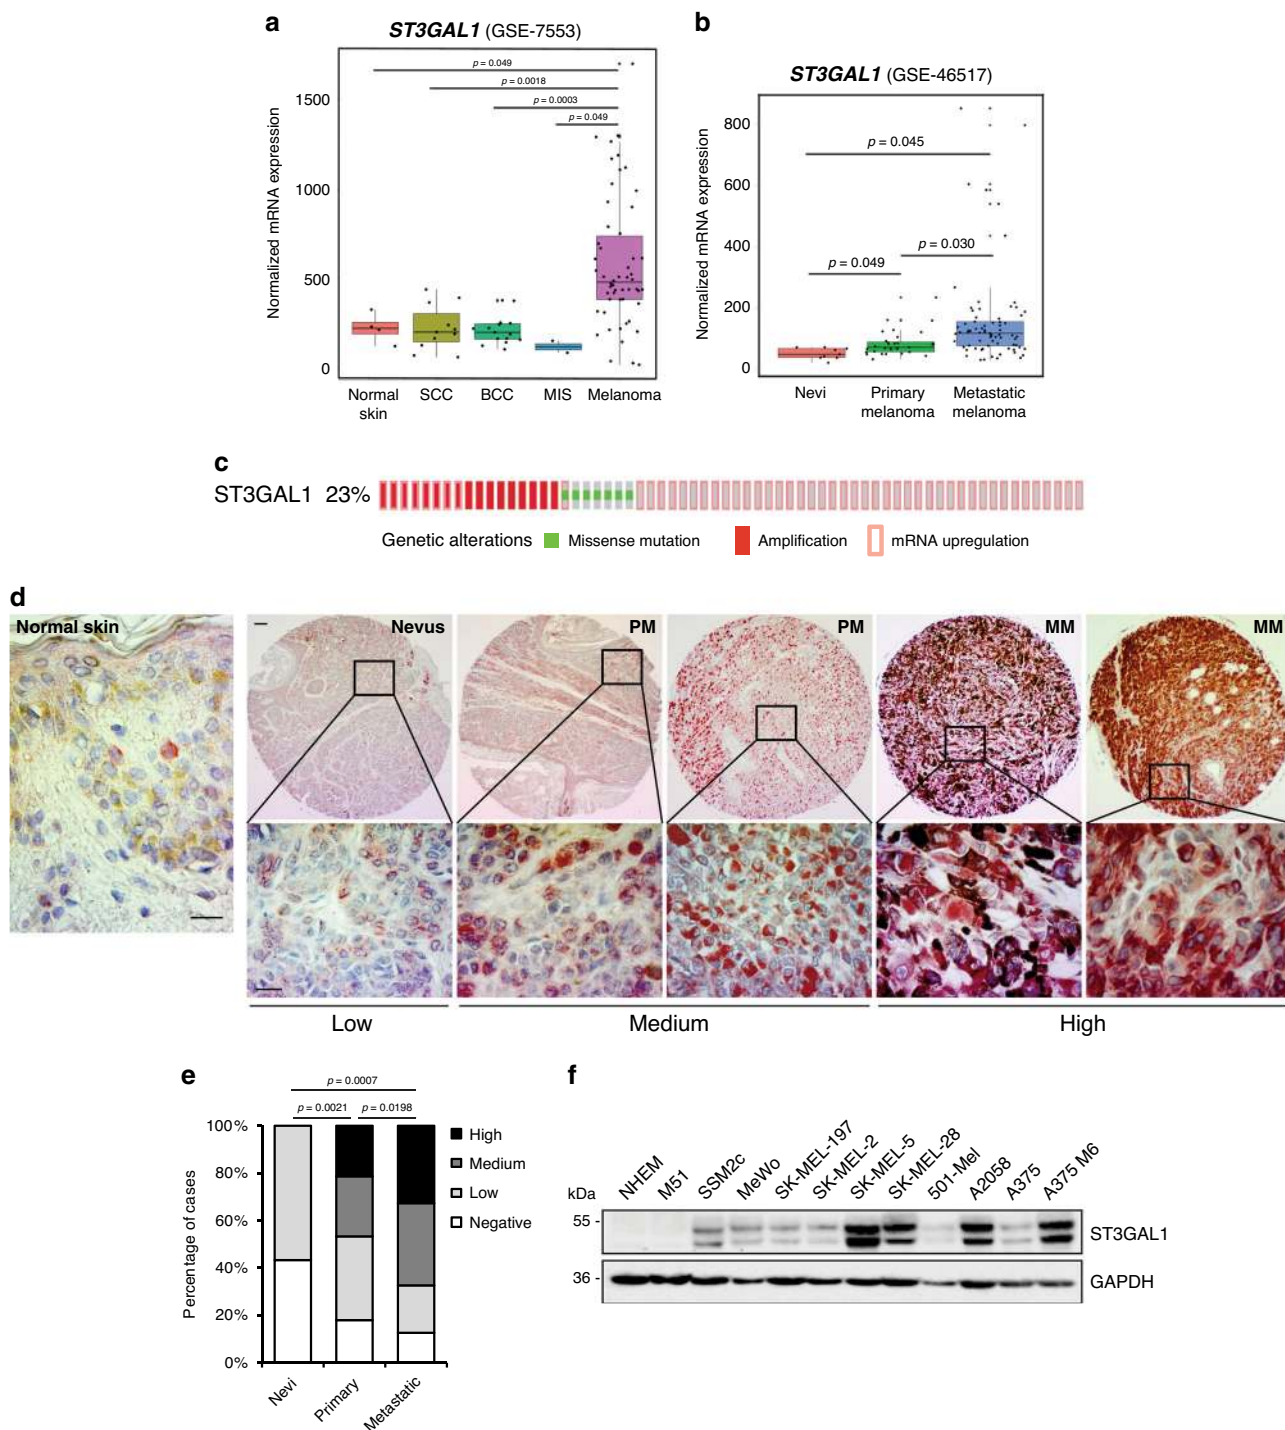 a
ST3GAL1 (GSE-7553)
Normalized mRNA expression
1500
1000
500
0
p = 0.049
p = 0.0018
p = 0.0003
p = 0.049
Normal skin
SCC
BCC
MIS
Melanoma
b
ST3GAL1 (GSE-46517)
Normalized mRNA expression
800
600
400
200
0
p = 0.045
p = 0.030
p = 0.049
Nevi
Primary melanoma
Metastatic melanoma
c
ST3GAL1 23%
Genetic alterations
Missense mutation
Amplification
mRNA upregulation
d
Normal skin
Nevus
PM
PM
MM
MM
Low
Medium
High
e
p = 0.0007
p = 0.0021
p = 0.0198
Percentage of cases
100%
80%
60%
40%
20%
0%
High
Medium
Low
Negative
Nevi
Primary
Metastatic
f
kDa
NHEM
M51
SSM2c
MeWo
SK-MEL-197
SK-MEL-2
SK-MEL-5
SK-MEL-28
501-Mel
A2058
A375
A375 M6
55 -
ST3GAL1
36 -
GAPDH